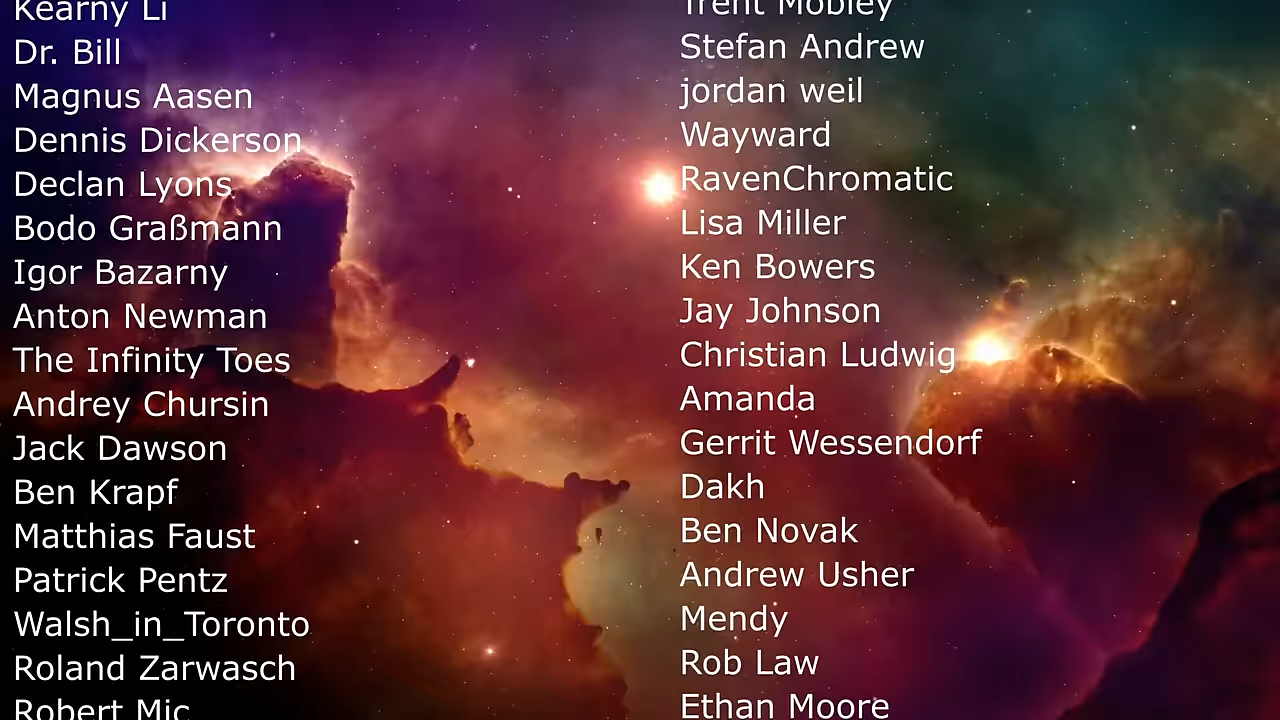 Kearny Li
Dr. Bill
Magnus Aasen
Dennis Dickerson
Declan Lyons
Bodo Graßmann
Igor Bazarny
Anton Newman
The Infinity Toes
Andrey Chursin
Jack Dawson
Ben Krapf
Matthias Faust
Patrick Pentz
Walsh_in_Toronto
Roland Zarwasch
Robert Mic
Trent Mobley
Stefan Andrew
jordan weil
Wayward
RavenChromatic
Lisa Miller
Ken Bowers
Jay Johnson
Christian Ludwig
Amanda
Gerrit Wessendorf
Dakh
Ben Novak
Andrew Usher
Mendy
Rob Law
Ethan Moore